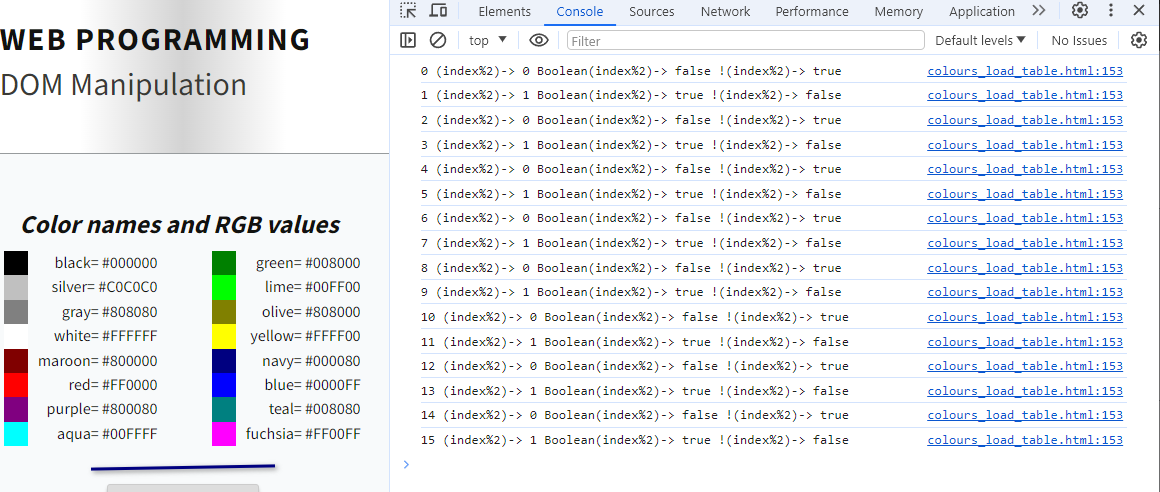 WEB PROGRAMMING
DOM Manipulation
Color names and RGB values
black= #000000 green= #008000
silver= #C0C0C0 lime= #00FF00
gray= #808080 olive= #808000
white= #FFFFFF yellow= #FFFF00
maroon= #800000 navy= #000080
red= #FF0000 blue= #0000FF
purple= #800080 teal= #008080
aqua= #00FFFF fuchsia= #FF00FF
Elements Console Sources Network Performance Memory Application
top Filter Default levels No Issues
0 (index%2)-> 0 Boolean(index%2)-> false !(index%2)-> true colours_load_table.html:153
1 (index%2)-> 1 Boolean(index%2)-> true !(index%2)-> false colours_load_table.html:153
2 (index%2)-> 0 Boolean(index%2)-> false !(index%2)-> true colours_load_table.html:153
3 (index%2)-> 1 Boolean(index%2)-> true !(index%2)-> false colours_load_table.html:153
4 (index%2)-> 0 Boolean(index%2)-> false !(index%2)-> true colours_load_table.html:153
5 (index%2)-> 1 Boolean(index%2)-> true !(index%2)-> false colours_load_table.html:153
6 (index%2)-> 0 Boolean(index%2)-> false !(index%2)-> true colours_load_table.html:153
7 (index%2)-> 1 Boolean(index%2)-> true !(index%2)-> false colours_load_table.html:153
8 (index%2)-> 0 Boolean(index%2)-> false !(index%2)-> true colours_load_table.html:153
9 (index%2)-> 1 Boolean(index%2)-> true !(index%2)-> false colours_load_table.html:153
10 (index%2)-> 0 Boolean(index%2)-> false !(index%2)-> true colours_load_table.html:153
11 (index%2)-> 1 Boolean(index%2)-> true !(index%2)-> false colours_load_table.html:153
12 (index%2)-> 0 Boolean(index%2)-> false !(index%2)-> true colours_load_table.html:153
13 (index%2)-> 1 Boolean(index%2)-> true !(index%2)-> false colours_load_table.html:153
14 (index%2)-> 0 Boolean(index%2)-> false !(index%2)-> true colours_load_table.html:153
15 (index%2)-> 1 Boolean(index%2)-> true !(index%2)-> false colours_load_table.html:153